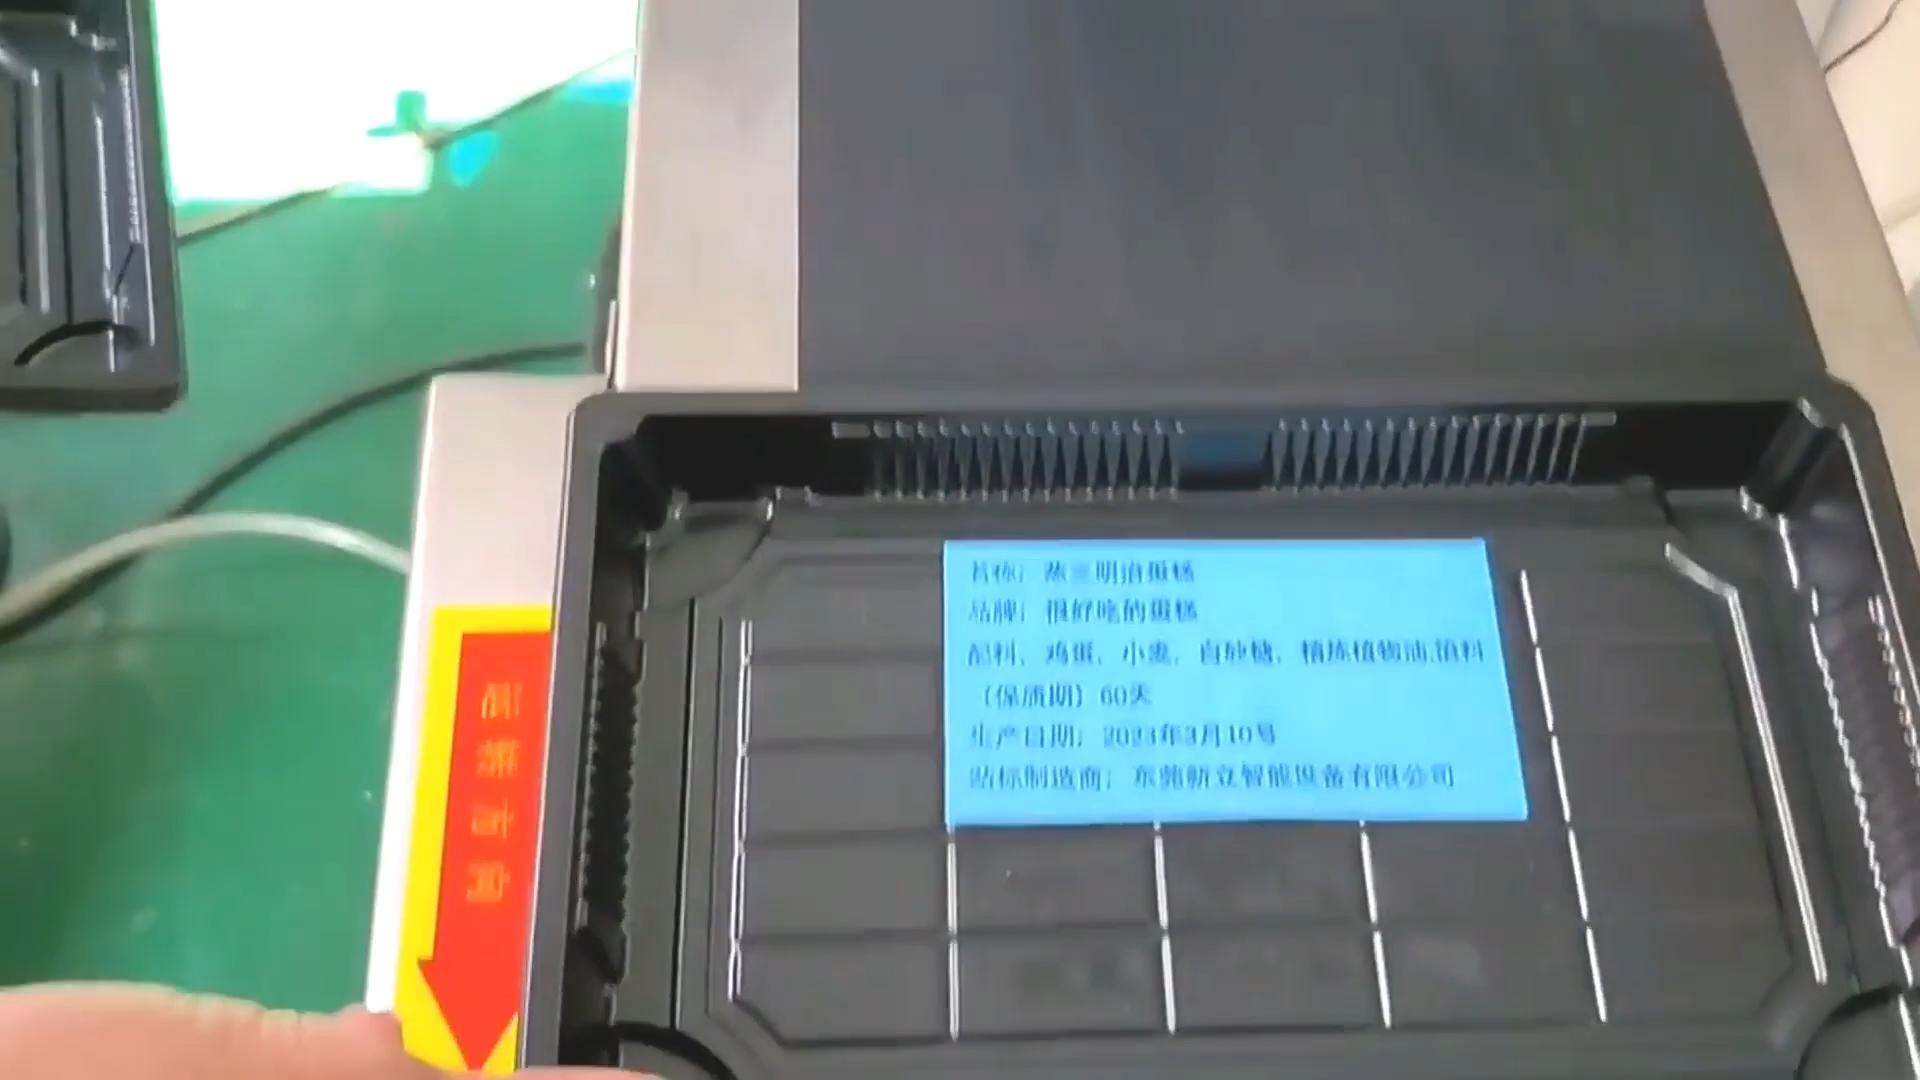 名称：蒸三明治蛋糕
品牌：很好吃的蛋糕
配料、鸡蛋、小麦、白砂糖、精炼植物油,馅料
（保质期）60天
生产日期：2023年3月10号
贴标制造商：东莞新立智能设备有限公司